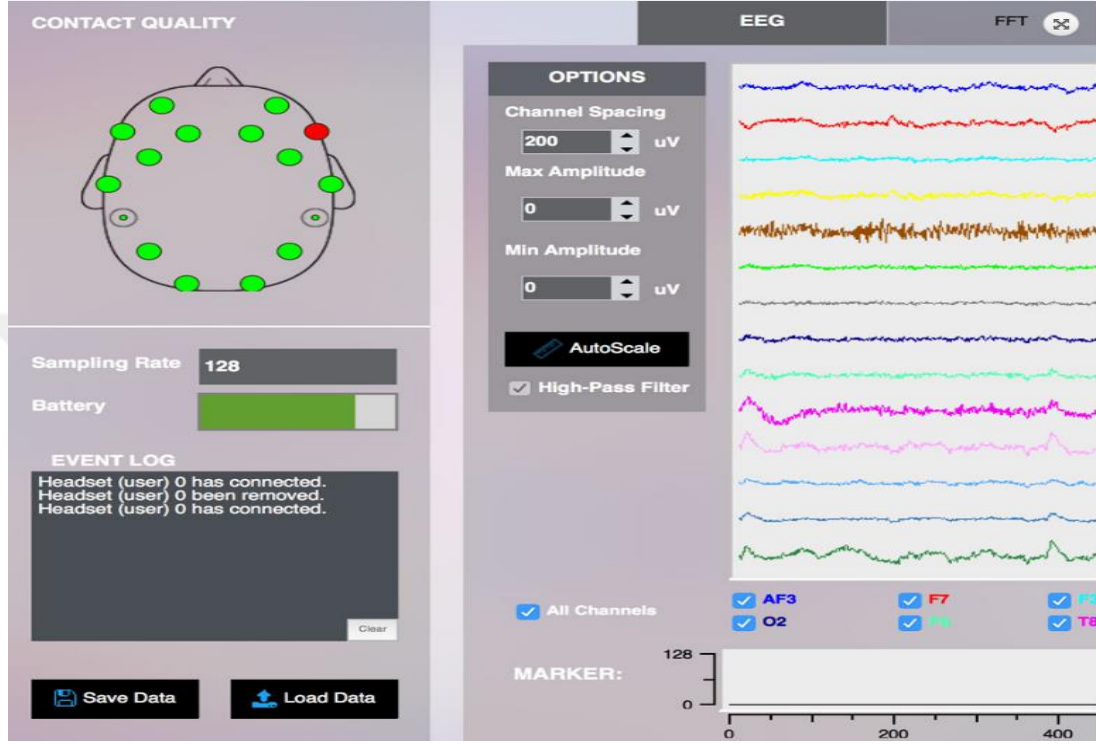 CONTACT QUALITY
EEG
FFT
OPTIONS
Channel Spacing
200 uV
Max Amplitude
0 uV
Min Amplitude
0 uV
AutoScale
High-Pass Filter
Sampling Rate 128
Battery
EVENT LOG
Headset (user) 0 has connected.
Headset (user) 0 been removed.
Headset (user) 0 has connected.
Clear
Save Data
Load Data
All Channels
AF3 F7
O2 T8
MARKER:
128
0
0 200 400